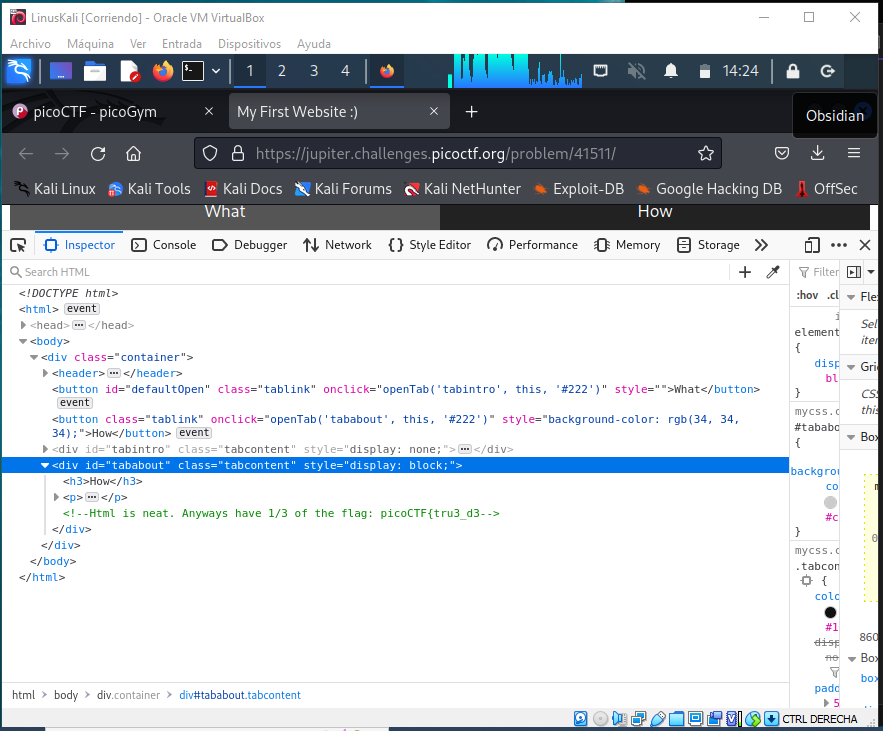 LinusKali [Corriendo] - Oracle VM VirtualBox
Archivo Máquina Ver Entrada Dispositivos Ayuda
1 2 3 4 14:24
picoCTF - picoGym My First Website :)
Obsidian
https://jupiter.challenges.picoctf.org/problem/41511/
Kali Linux Kali Tools Kali Docs Kali Forums Kali NetHunter Exploit-DB Google Hacking DB OffSec
What How
Inspector Console Debugger Network Style Editor Performance Memory Storage
Search HTML Filter
<!DOCTYPE html>
:hov .cl Fle
<html> event
<head> </head>
<body>
<div class="container">
<header> </header>
<button id="defaultOpen" class="tablink" onclick="openTab('tabintro', this, '#222')" style="">What</button>
event
<button class="tablink" onclick="openTab('tababout', this, '#222')" style="background-color: rgb(34, 34,
34);">How</button> event
<div id="tabintro" class="tabcontent" style="display: none;"> </div>
<div id="tababout" class="tabcontent" style="display: block;">
<h3>How</h3>
<p> </p>
<!--Html is neat. Anyways have 1/3 of the flag: picoCTF{tru3_d3-->
</div>
</div>
</body>
</html>
element
{
disp
bl
}
mycss.c
#tababo
{
backgrou
co
#c
}
mycss.c
.tabcon
{
colo
#1
disp
no
padd
5
Sel
iten
Gric
CSS
this
Box
0
860
Box
box
html body div.container div#tababout.tabcontent
CTRL DERECHA